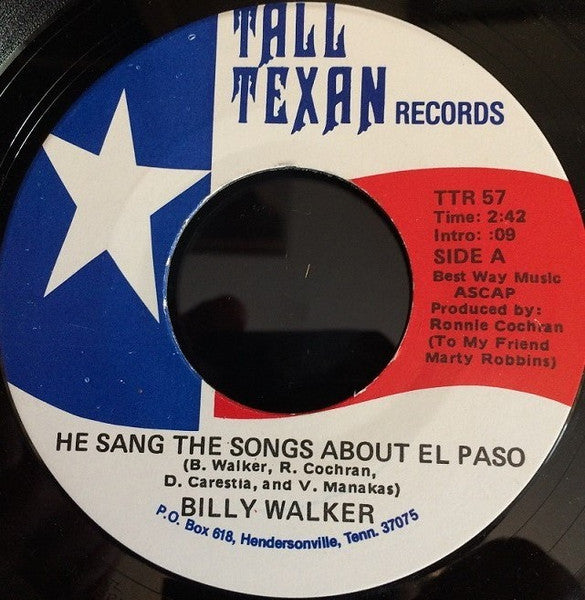 TALL
TEXAN RECORDS
TTR 57
Time: 2:42
Intro: :09
SIDE A
Best Way Music
ASCAP
Produced by:
Ronnie Cochran
(To My Friend
Marty Robbins)
HE SANG THE SONGS ABOUT EL PASO
(B. Walker, R. Cochran,
D. Carestia, and V. Manakas)
BILLY WALKER
P.O. Box 618, Hendersonville, Tenn. 37075